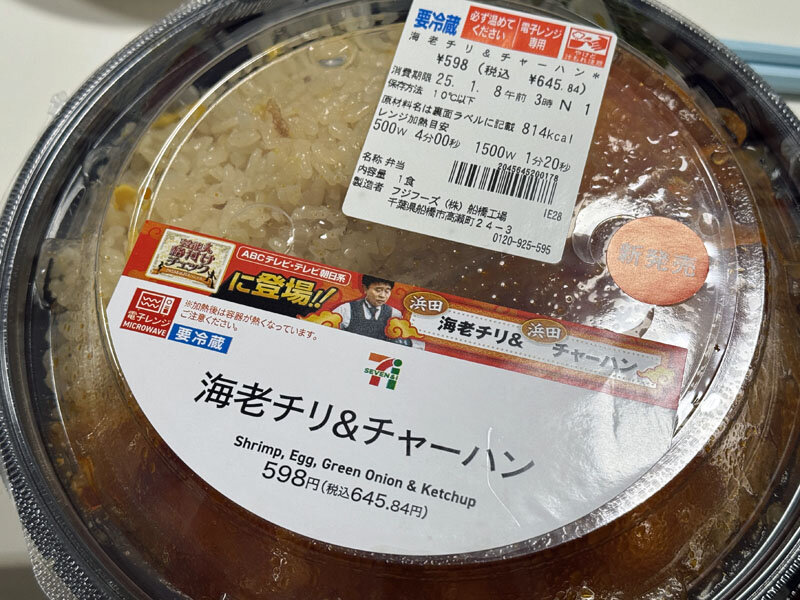 要冷蔵
必ず温めて
ください
電子レンジ
専用
海老チリ&チャーハン*
¥598 (税込 ¥645.84)
消費期限 25. 1. 8 午前 3時 N 1
保存方法 10℃以下
原材料名は裏面ラベルに記載 814kcal
レンジ加熱目安
500W 4分00秒 1500W 1分20秒
2045645200178
名称 弁当
内容量 1食
製造者 フジフーズ(株)船橋工場
IE28
千葉県船橋市高瀬町24-3
0120-925-595
新発売
ABCテレビ・テレビ朝日系
に登場!!
浜田
海老チリ&
浜田
チャーハン
電子レンジ
MICROWAVE
※加熱後は容器が熱くなっています。
ご注意ください。
要冷蔵
SEVEN&i
海老チリ&チャーハン
Shrimp, Egg, Green Onion & Ketchup
598円(税込645.84円)